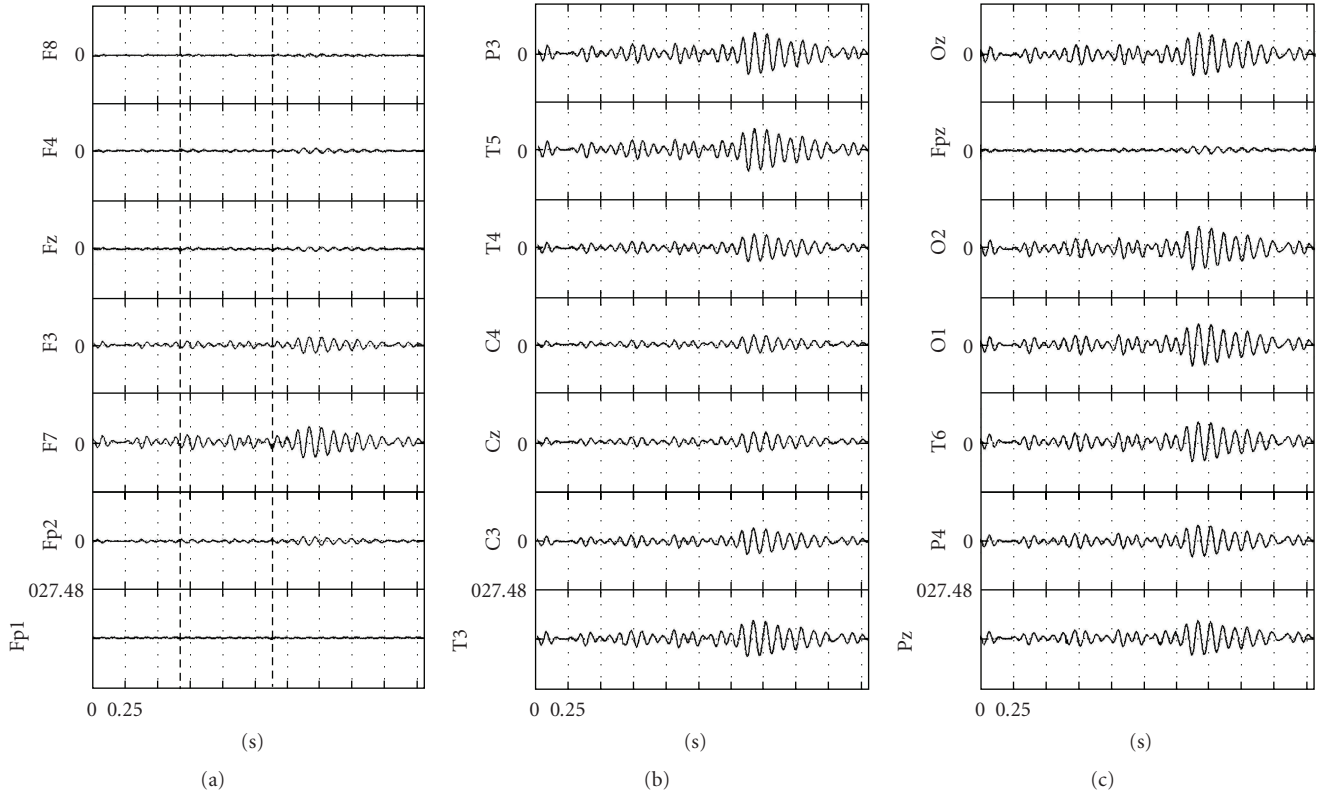 F8 0
F4 0
Fz 0
F3 0
F7 0
Fp2 0
027.48
Fp1
0 0.25
(s)
(a)
P3 0
T5 0
T4 0
C4 0
Cz 0
C3 0
027.48
T3
0 0.25
(s)
(b)
Oz 0
Fpz 0
O2 0
O1 0
T6 0
P4 0
027.48
Pz
0 0.25
(s)
(c)